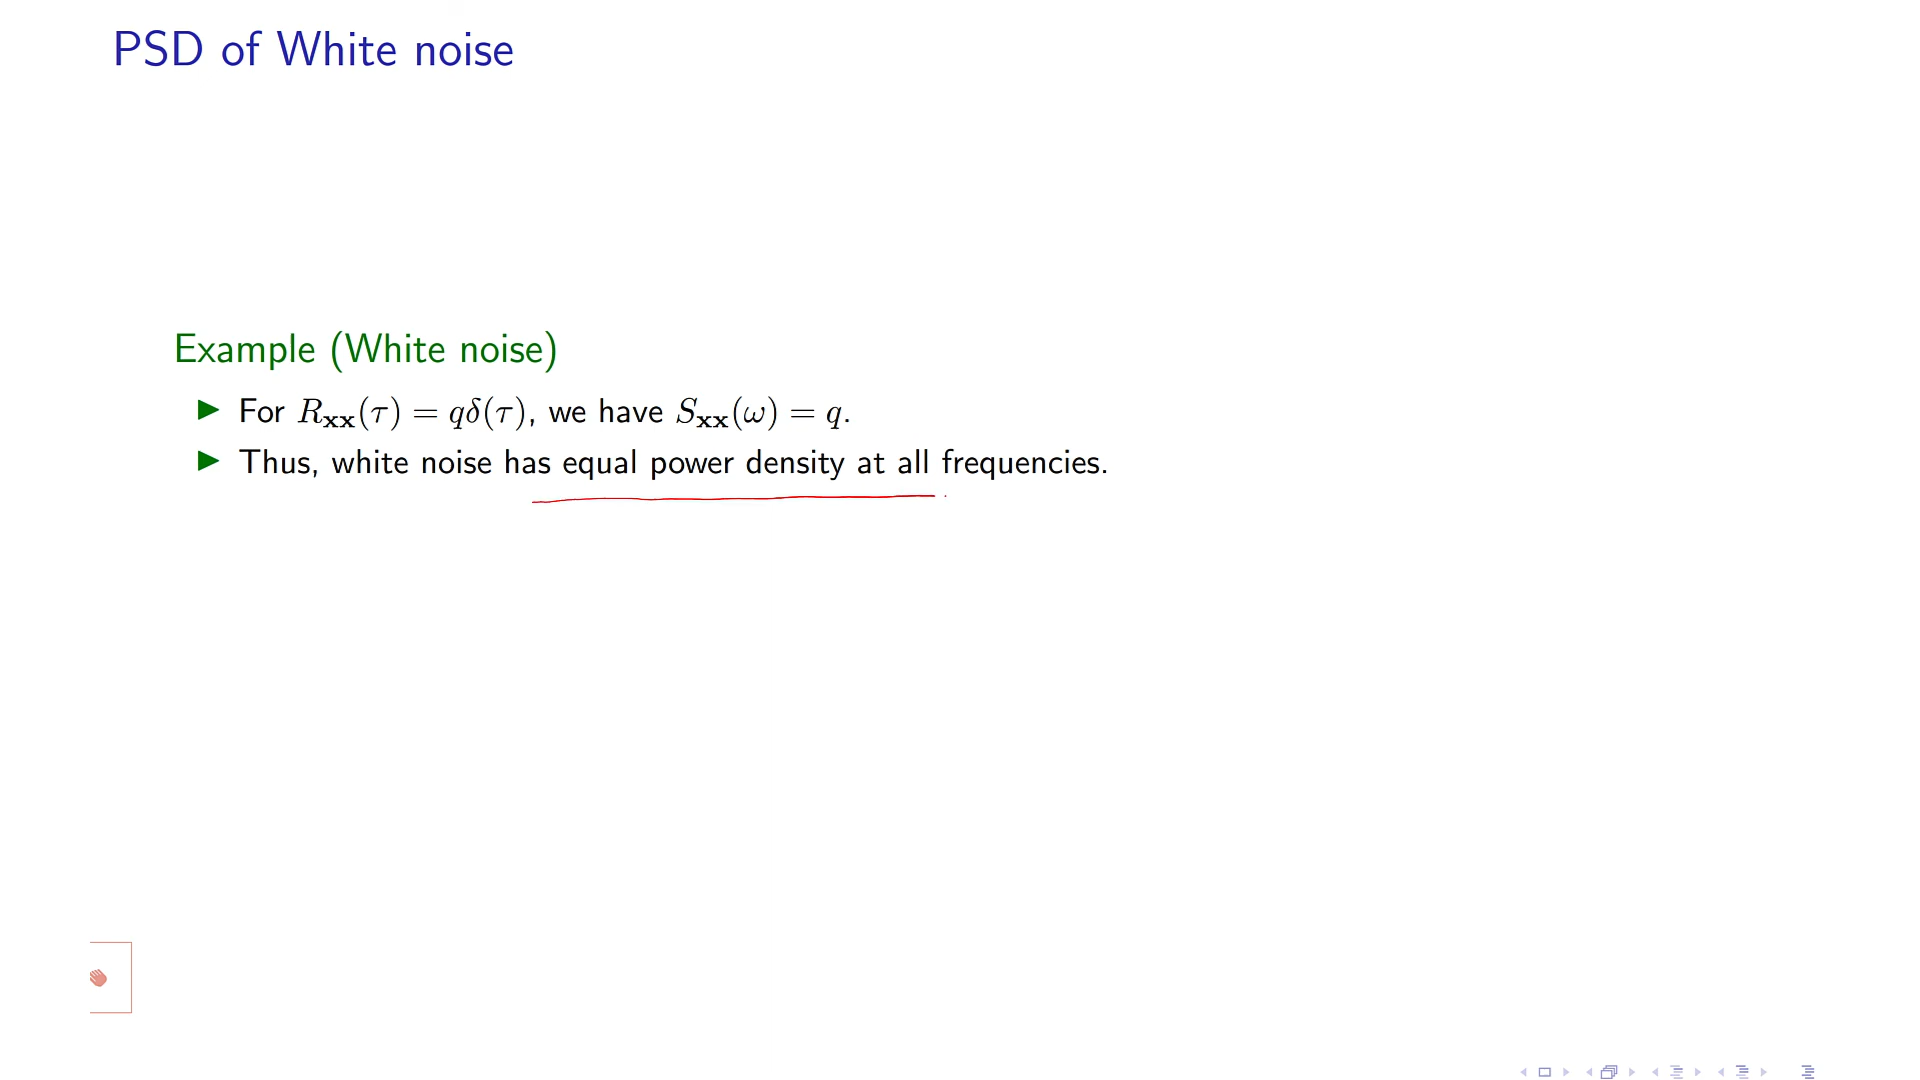 PSD of White noise
Example (White noise)
▶ For $R_{\mathbf{xx}}(\tau) = q\delta(\tau)$, we have $S_{\mathbf{xx}}(\omega) = q$.
▶ Thus, white noise has equal power density at all frequencies.